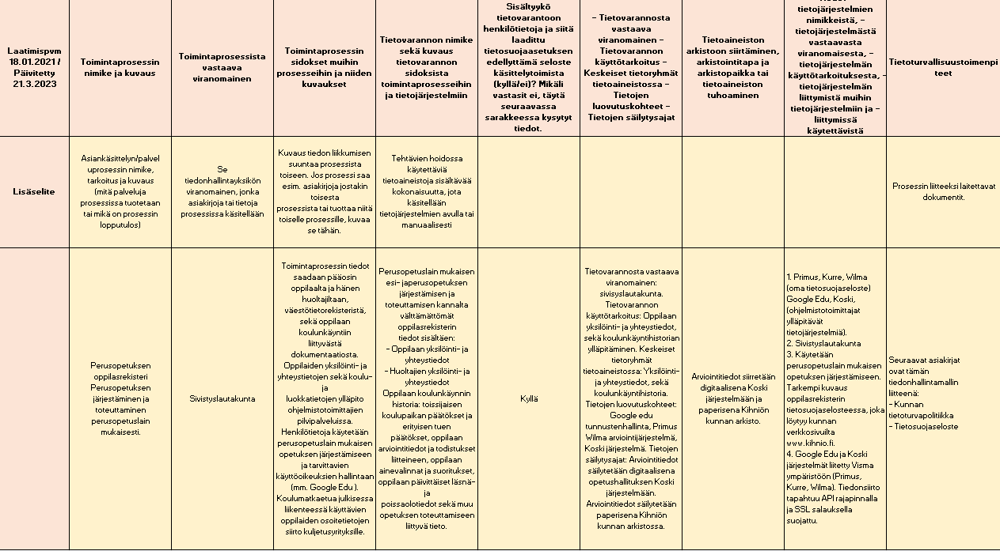 Laatimispvm
18.01.2021 /
Päivitetty
21.3.2023
Toimintaprosessin
nimike ja kuvaus
Toimintaprosessista
vastaava
viranomainen
Toimintaprosessin
sidokset muihin
prosesseihin ja niiden
kuvaukset
Tietovarannon nimike
sekä kuvaus
tietovarannon
sidoksista
toimintaprosesseihin
ja tietojärjestelmiin
Sisältyykö
tietovarantoon
henkilötietoja ja siitä
laadittu
tietosuojaasetuksen
edellyttämä seloste
käsittelytoimista
(kyllä/ei)? Mikäli
vastasit ei, täytä
seuraavassa
sarakkeessa kysytyt
tiedot.
- Tietovarannosta
vastaava
viranomainen -
Tietovarannon
käyttötarkoitus -
Keskeiset tietoryhmät
tietoaineistossa -
Tietojen
luovutuskohteet -
Tietojen säilytysajat
Tietoaineiston
arkistoon siirtäminen,
arkistointitapa ja
arkistopaikka tai
tietoaineiston
tuhoaminen
tietojärjestelmien
nimikkeistä, -
tietojärjestelmästä
vastaavasta
viranomaisesta, -
tietojärjestelmän
käyttötarkoituksesta, -
tietojärjestelmän
liittymistä muihin
tietojärjestelmiin ja -
liittymissä
käytettävistä
Tietoturvallisuustoimenpi
teet
Lisäselite
Asiankäsittelyn/palvel
uprosessin nimike,
tarkoitus ja kuvaus
(mitä palveluja
prosessissa tuotetaan
tai mikä on prosessin
lopputulos)
Se
tiedonhallintayksikön
viranomainen, jonka
asiakirjoja tai tietoja
prosessissa käsitellään
Kuvaus tiedon liikkumisen
suuntaa prosessista
toiseen. Jos prosessi saa
esim. asiakirjoja jostakin
toisesta
prosessista tai tuottaa niitä
toiselle prosessille, kuvaa
se tähän.
Tehtävien hoidossa
käytettäviä
tietoaineistoja sisältävää
kokonaisuutta, jota
käsitellään
tietojärjestelmien avulla tai
manuaalisesti
Prosessin liitteeksi laitettavat
dokumentit.
Perusopetuksen
oppilasrekisteri
Perusopetuksen
järjestäminen ja
toteuttaminen
perusopetuslain
mukaisesti.
Sivistyslautakunta
Toimintaprosessin tiedot
saadaan pääosin
oppilaalta ja hänen
huoltajiltaan,
väestötietorekisteristä,
sekä oppilaan
koulunkäyntiin
liittyvästä
dokumentaatiosta.
Oppilaiden yksilöinti- ja
yhteystietojen sekä koulu-
ja
luokkatietojen ylläpito
ohjelmistotoimittajien
pilvipalveluissa.
Henkilötietoja käytetään
perusopetuslain mukaisen
opetuksen järjestämiseen
ja tarvittavien
käyttöoikeuksien hallintaan
(mm. Google Edu ).
Koulumatkaetua julkisessa
liikenteessä käyttävien
oppilaiden osoitetietojen
siirto kuljetusyrityksille.
Perusopetuslain mukaisen
esi- japerusopetuksen
järjestämisen ja
toteuttamisen kannalta
välttämättömät
oppilasrekisterin
tiedot sisältäen:
- Oppilaan yksilöinti- ja
yhteystiedot
- Huoltajien yksilöinti- ja
yhteystiedot
Oppilaan koulunkäynnin
historia: toissijaisen
koulupaikan päätökset ja
erityisen tuen
päätökset, oppilaan
arviointitiedot ja todistukset
liitteineen, oppilaan
ainevalinnat ja suoritukset,
oppilaan päivittäiset läsnä-
ja
poissaolotiedot sekä muu
opetuksen toteuttamiseen
liittyvä tieto.
Kyllä
Tietovarannosta vastaava
viranomainen:
sivisyslautakunta.
Tietovarannon
käyttötarkoitus: Oppilaan
yksilöinti- ja yhteystiedot,
sekä koulunkäyntihistorian
ylläpitäminen. Keskeiset
tietoryhmät
tietoaineistossa: Yksilöinti-
ja yhteystiedot, sekä
koulunkäyntihistoria.
Tietojen luovutuskohteet:
Google edu
tunnustenhallinta, Primus
Wilma arviointijärjestelmä,
Koski järjestelmä. Tietojen
säilytysajat: Arviointitiedot
säilytetään digitaalisena
opetushallituksen Koski
järjestelmään.
Arviointitiedot säilytetään
paperisena Kihniön
kunnan arkistossa.
Arviointitiedot siirretään
digitaalisena Koski
järjestelmään ja
paperisena Kihniön
kunnan arkisto.
1. Primus, Kurre, Wilma
(oma tietosuojaseloste)
Google Edu, Koski,
(ohjelmistotoimittajat
ylläpitävät
tietojärjestelmiä).
2. Sivistyslautakunta
3. Käytetään
perusopetuslain mukaisen
opetuksen järjestämiseen.
Tarkempi kuvaus
oppilasrekisterin
tietosuojaselosteessa, joka
löytyy kunnan
verkkosivuilta
www.kihnio.fi.
4. Google Edu ja Koski
järjestelmät liitetty Visma
ympäristöön (Primus,
Kurre, Wilma). Tiedonsiirto
tapahtuu API rajapinnalla
ja SSL salauksella
suojattu.
Seuraavat asiakirjat
ovat tämän
tiedonhallintamallin
liitteenä:
- Kunnan
tietoturvapolitiikka
- Tietosuojaseloste